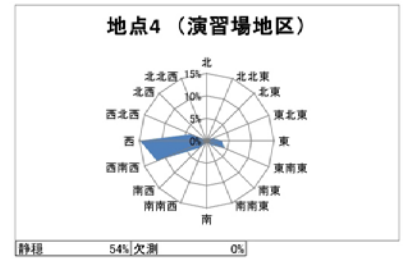 地点4 （演習場地区）
北
北北西 15% 北北東
北西 10% 北東
西北西 5% 東北東
西 0% 東
西南西 東南東
南西 南東
南南西 南南東
南
静穏 54% 欠測 0%